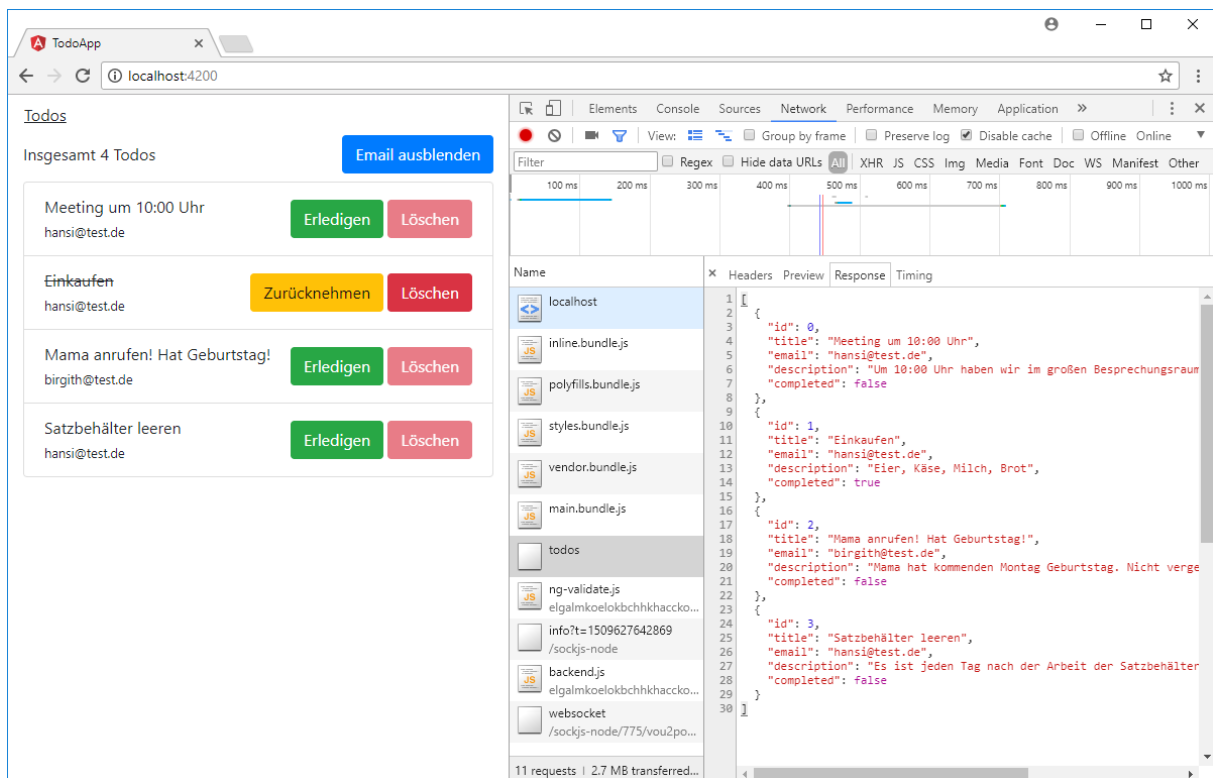 TodoApp
localhost:4200
Todos
Insgesamt 4 Todos
Email ausblenden
Meeting um 10:00 Uhr
hansi@test.de
Erledigen Löschen
Einkaufen
hansi@test.de
Zurücknehmen Löschen
Mama anrufen! Hat Geburtstag!
birgith@test.de
Erledigen Löschen
Satzbehälter leeren
hansi@test.de
Erledigen Löschen
Elements Console Sources Network Performance Memory Application
View: Group by frame Preserve log Disable cache Offline Online
Filter Regex Hide data URLs All XHR JS CSS Img Media Font Doc WS Manifest Other
100 ms 200 ms 300 ms 400 ms 500 ms 600 ms 700 ms 800 ms 900 ms 1000 ms
Name
localhost
inline.bundle.js
polyfills.bundle.js
styles.bundle.js
vendor.bundle.js
main.bundle.js
todos
ng-validate.js
elgalmkoelokbchhkhaccko...
info?t=1509627642869
/sockjs-node
backend.js
elgalmkoelokbchhkhaccko...
websocket
/sockjs-node/775/vou2po...
11 requests | 2.7 MB transferred...
Headers Preview Response Timing
1 [
2 {
3 "id": 0,
4 "title": "Meeting um 10:00 Uhr",
5 "email": "hansi@test.de",
6 "description": "Um 10:00 Uhr haben wir im großen Besprechungsraum
7 "completed": false
8 },
9 {
10 "id": 1,
11 "title": "Einkaufen",
12 "email": "hansi@test.de",
13 "description": "Eier, Käse, Milch, Brot",
14 "completed": true
15 },
16 {
17 "id": 2,
18 "title": "Mama anrufen! Hat Geburtstag!",
19 "email": "birgith@test.de",
20 "description": "Mama hat kommenden Montag Geburtstag. Nicht verge
21 "completed": false
22 },
23 {
24 "id": 3,
25 "title": "Satzbehälter leeren",
26 "email": "hansi@test.de",
27 "description": "Es ist jeden Tag nach der Arbeit der Satzbehälter
28 "completed": false
29 }
30 ]